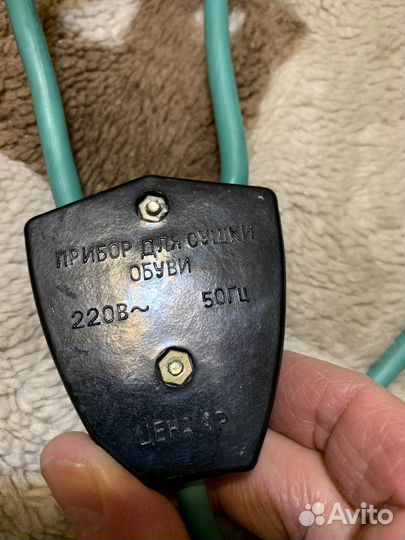 ПРИБОР ДЛЯ СУШКИ
ОБУВИ
220В~ 50ГЦ
ЦЕНА 4Р
Avito